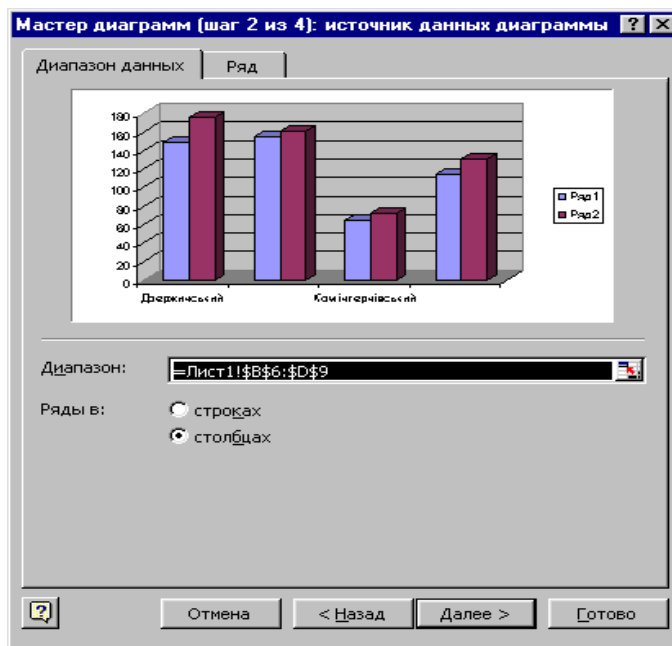 Мастер диаграмм (шаг 2 из 4): источник данных диаграммы
Диапазон данных Ряд
180
160
140
120
100
80
60
40
20
0
Дзержинський Комінтернівський
Ряд1
Ряд2
Диапазон: =Лист1!$B$6:$D$9
Ряды в: строках
столбцах
Отмена < Назад Далее > Готово